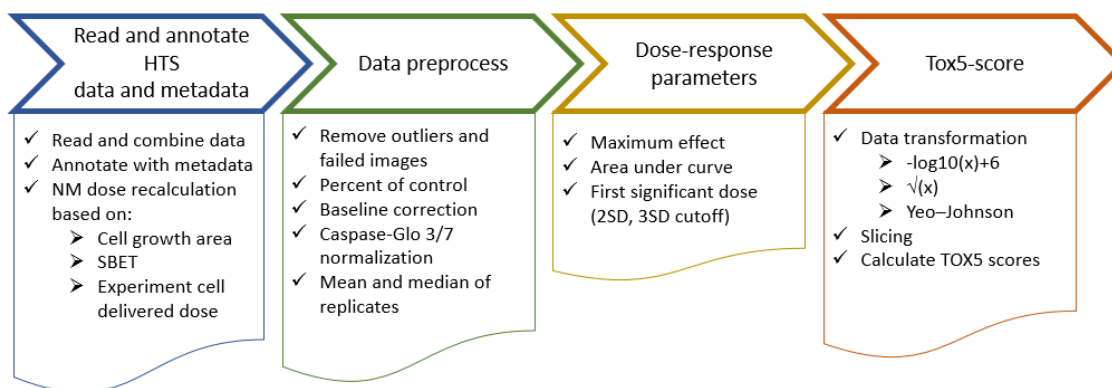 Read and annotate
HTS
data and metadata
✓ Read and combine data
✓ Annotate with metadata
✓ NM dose recalculation
based on:
➢ Cell growth area
➢ SBET
➢ Experiment cell
delivered dose
Data preprocess
✓ Remove outliers and
failed images
✓ Percent of control
✓ Baseline correction
✓ Caspase-Glo 3/7
normalization
✓ Mean and median of
replicates
Dose-response
parameters
✓ Maximum effect
✓ Area under curve
✓ First significant dose
(2SD, 3SD cutoff)
Tox5-score
✓ Data transformation
➢ -log10(x)+6
➢ √(x)
➢ Yeo–Johnson
✓ Slicing
✓ Calculate TOX5 scores